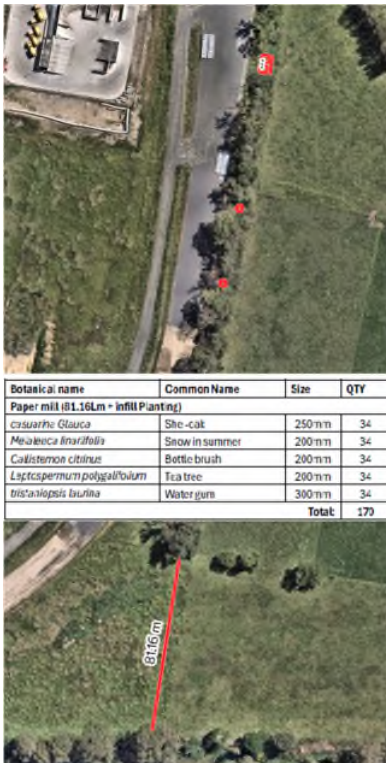 8
Botanical name Common Name Size QTY
Paper mill (81.16Lm + infill Planting)
casuarina Glauca She-oak 250mm 34
Melaleuca linariifolia Snow in summer 200mm 34
Callistemon citrinus Bottle brush 200mm 34
Leptospermum polygalifolium Tea tree 200mm 34
tristaniopsis laurina Water gum 300mm 34
Total: 170
81.16 m